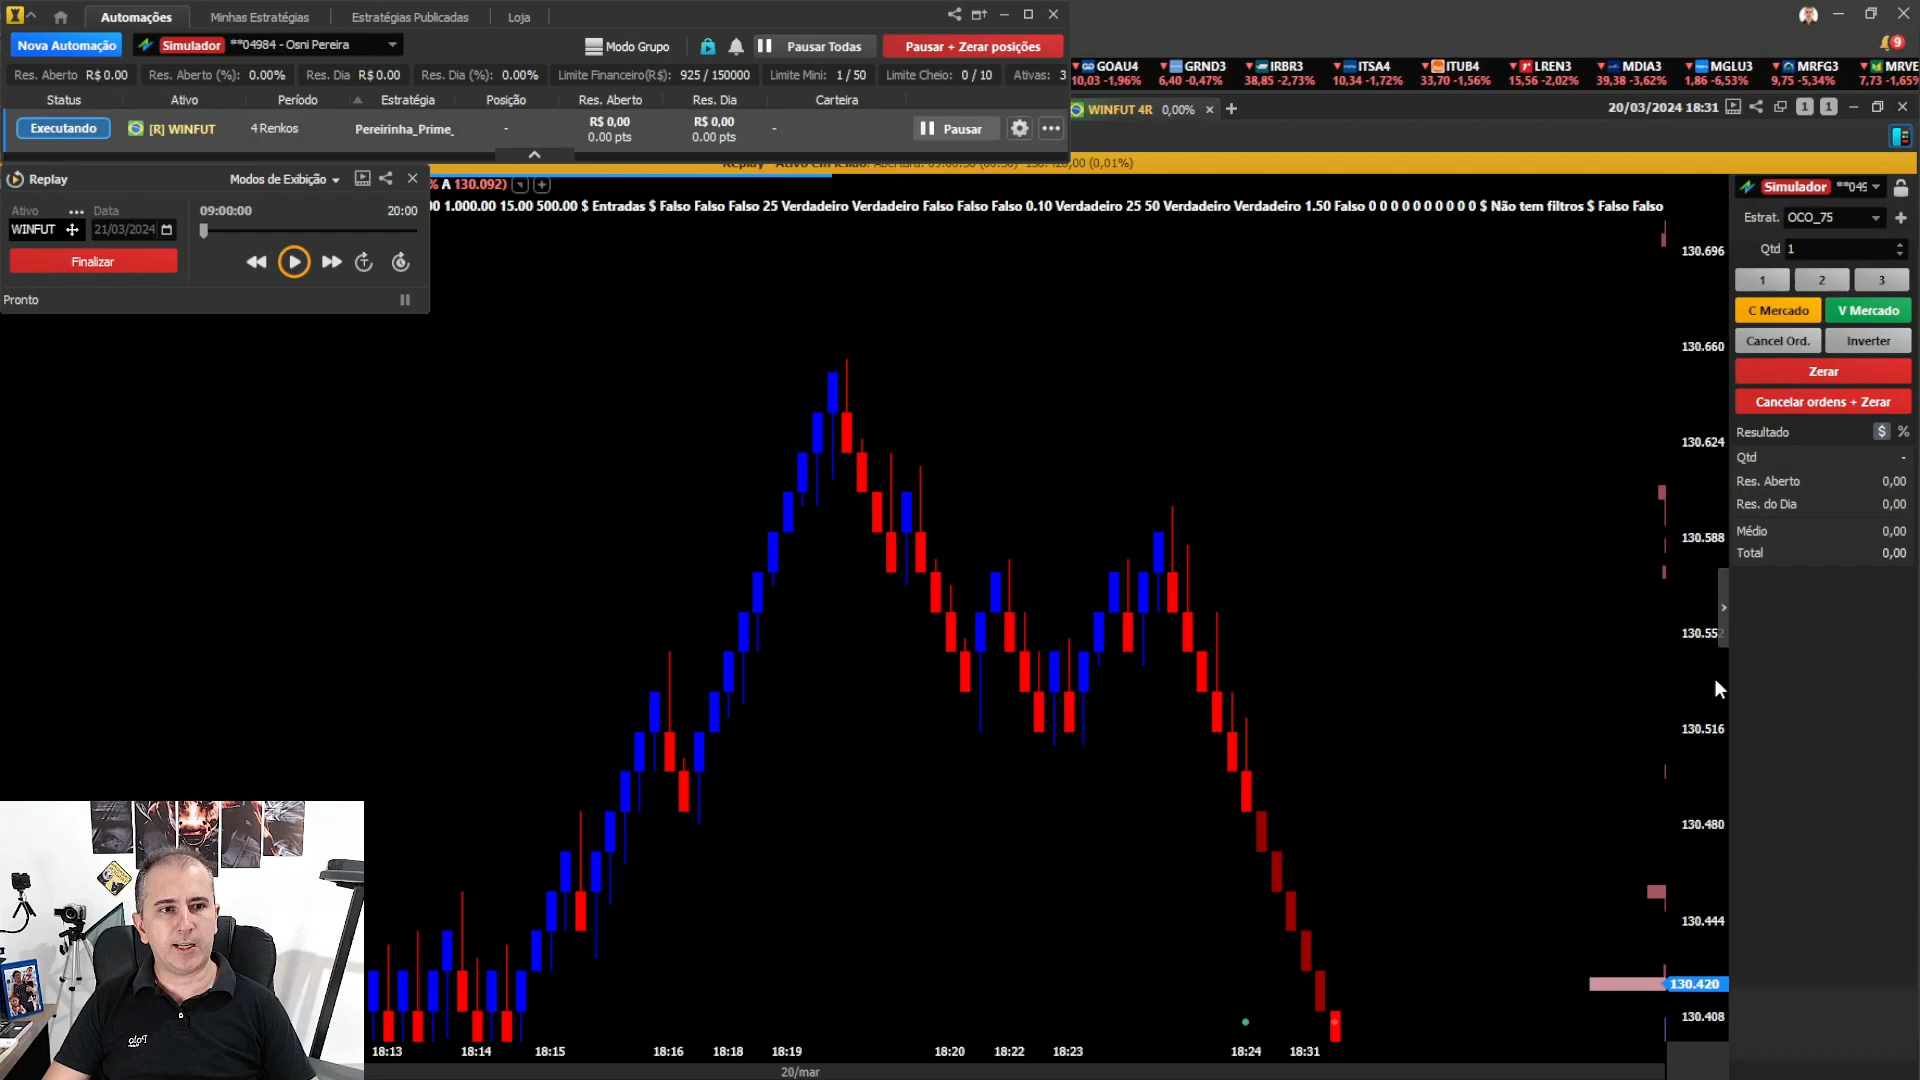 Automações Minhas Estratégias Estratégias Publicadas Loja
Nova Automação Simulador **04984 - Osni Pereira Modo Grupo Pausar Todas Pausar + Zerar posições
Res. Aberto R$ 0.00 Res. Aberto (%): 0.00% Res. Dia R$ 0.00 Res. Dia (%): 0.00% Limite Financeiro(R$): 925 / 150000 Limite Mini: 1 / 50 Limite Cheio: 0 / 10 Ativas: 3
Status Ativo Período Estratégia Posição Res. Aberto Res. Dia Carteira
Executando [R] WINFUT 4 Renkos Pereirinha_Prime_ - R$ 0,00 R$ 0,00 - Pausar
0.00 pts 0.00 pts
9
GOAU4 GRND3 IRBR3 ITSA4 ITUB4 LREN3 MDIA3 MGLU3 MRFG3 MRVE
10,03 -1,96% 6,40 -0,47% 38,85 -2,73% 10,34 -1,72% 33,70 -1,56% 15,56 -2,02% 39,38 -3,62% 1,86 -6,53% 9,75 -5,34% 7,73 -1,65%
WINFUT 4R 0,00% 20/03/2024 18:31 1 1
(0,01%)
Replay Modos de Exibição
% A 130.092)
Ativo Data 09:00:00 20:00
WINFUT 21/03/2024
Finalizar
Pronto
00 1.000.00 15.00 500.00 $ Entradas $ Falso Falso Falso 25 Verdadeiro Verdadeiro Falso Falso Falso 0.10 Verdadeiro 25 50 Verdadeiro Verdadeiro 1.50 Falso 0 0 0 0 0 0 0 0 0 0 $ Não tem filtros $ Falso Falso
130.696
130.660
130.624
130.588
130.552
130.516
130.480
130.444
130.420
130.408
Simulador **049
Estrat. OCO_75
Qtd 1
1 2 3
C Mercado V Mercado
Cancel Ord. Inverter
Zerar
Cancelar ordens + Zerar
Resultado $ %
Qtd -
Res. Aberto 0,00
Res. do Dia 0,00
Médio 0,00
Total 0,00
18:13 18:14 18:15 18:16 18:18 18:19 18:20 18:22 18:23 18:24 18:31
20/mar